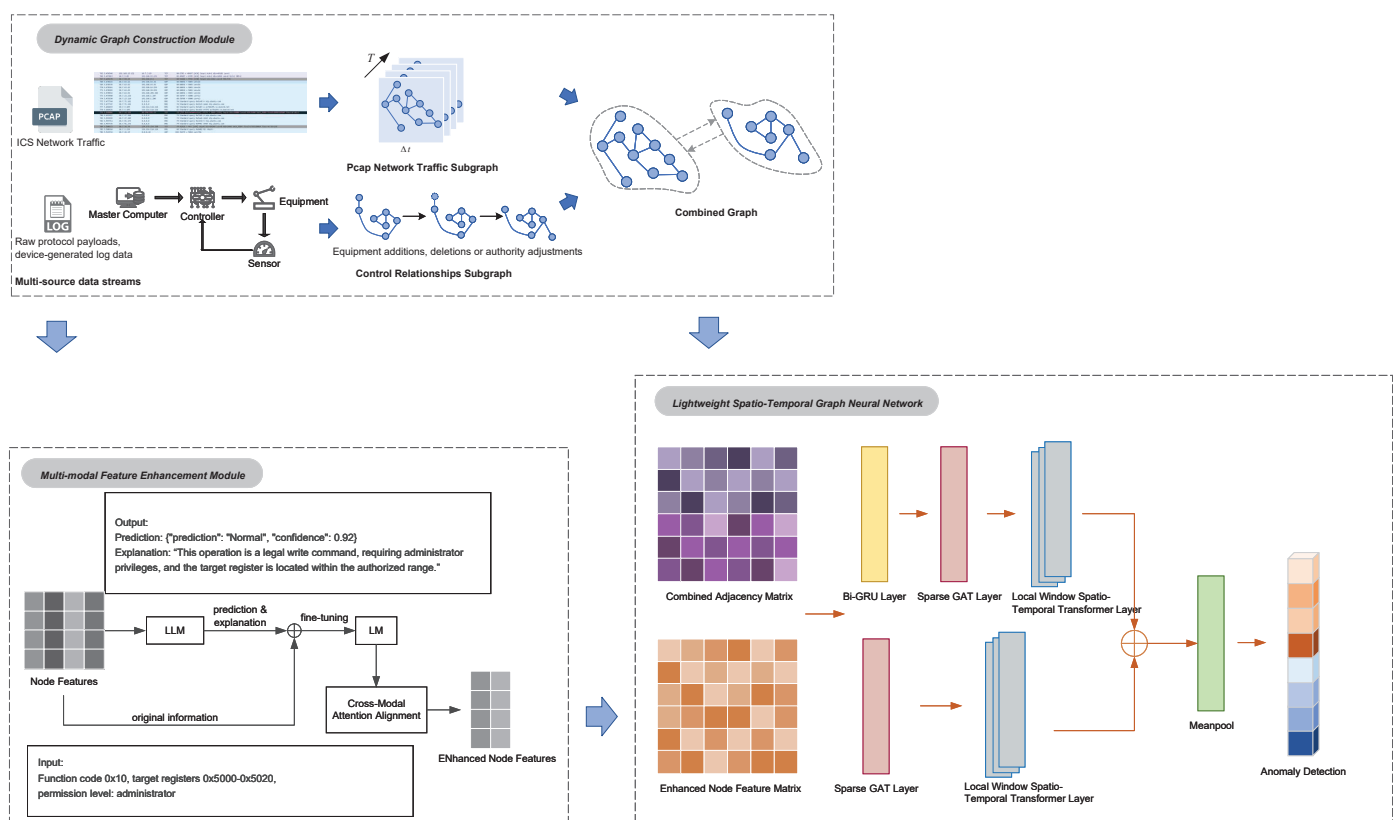 Dynamic Graph Construction Module
PCAP
ICS Network Traffic
T
Δt
Pcap Network Traffic Subgraph
LOG
Raw protocol payloads,
device-generated log data
Multi-source data streams
Master Computer
Controller
Equipment
Sensor
Equipment additions, deletions or authority adjustments
Control Relationships Subgraph
Combined Graph
Multi-modal Feature Enhancement Module
Output:
Prediction: {"prediction": "Normal", "confidence": 0.92}
Explanation: “This operation is a legal write command, requiring administrator
privileges, and the target register is located within the authorized range.”
Node Features
LLM
prediction &
explanation
fine-tuning
LM
original information
Cross-Modal
Attention Alignment
ENhanced Node Features
Input:
Function code 0x10, target registers 0x5000-0x5020,
permission level: administrator
Lightweight Spatio-Temporal Graph Neural Network
Combined Adjacency Matrix
Bi-GRU Layer
Sparse GAT Layer
Local Window Spatio-
Temporal Transformer Layer
Enhanced Node Feature Matrix
Sparse GAT Layer
Local Window Spatio-
Temporal Transformer Layer
Meanpool
Anomaly Detection